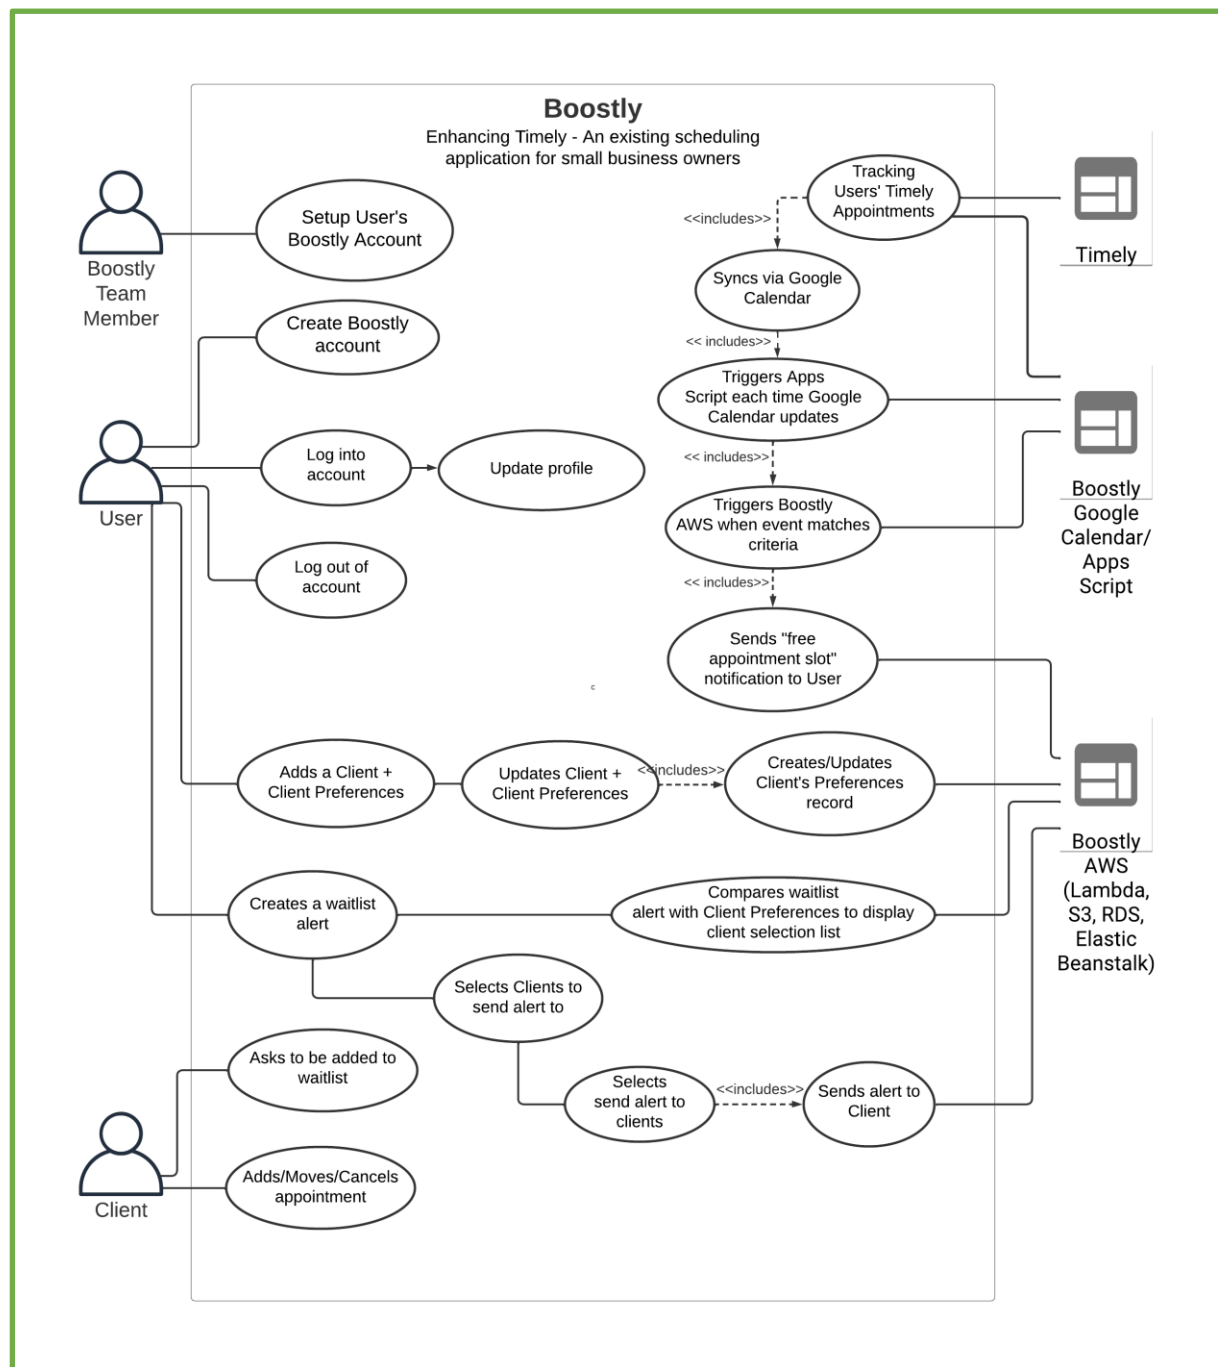 Boostly
Enhancing Timely - An existing scheduling
application for small business owners
Boostly
Team
Member
Setup User's
Boostly Account
Create Boostly
account
User
Log into
account
Update profile
Log out of
account
Tracking
Users' Timely
Appointments
<<includes>>
Timely
Syncs via Google
Calendar
<< includes>>
Triggers Apps
Script each time Google
Calendar updates
<< includes>>
Boostly
Google
Calendar/
Apps
Script
Triggers Boostly
AWS when event matches
criteria
<< includes>>
Sends "free
appointment slot"
notification to User
c
Adds a Client +
Client Preferences
Updates Client +
Client Preferences
<<includes>>
Creates/Updates
Client's Preferences
record
Boostly
AWS
(Lambda,
S3, RDS,
Elastic
Beanstalk)
Creates a waitlist
alert
Compares waitlist
alert with Client Preferences to display
client selection list
Selects Clients to
send alert to
Asks to be added to
waitlist
Selects
send alert to
clients
<<includes>>
Sends alert to
Client
Client
Adds/Moves/Cancels
appointment